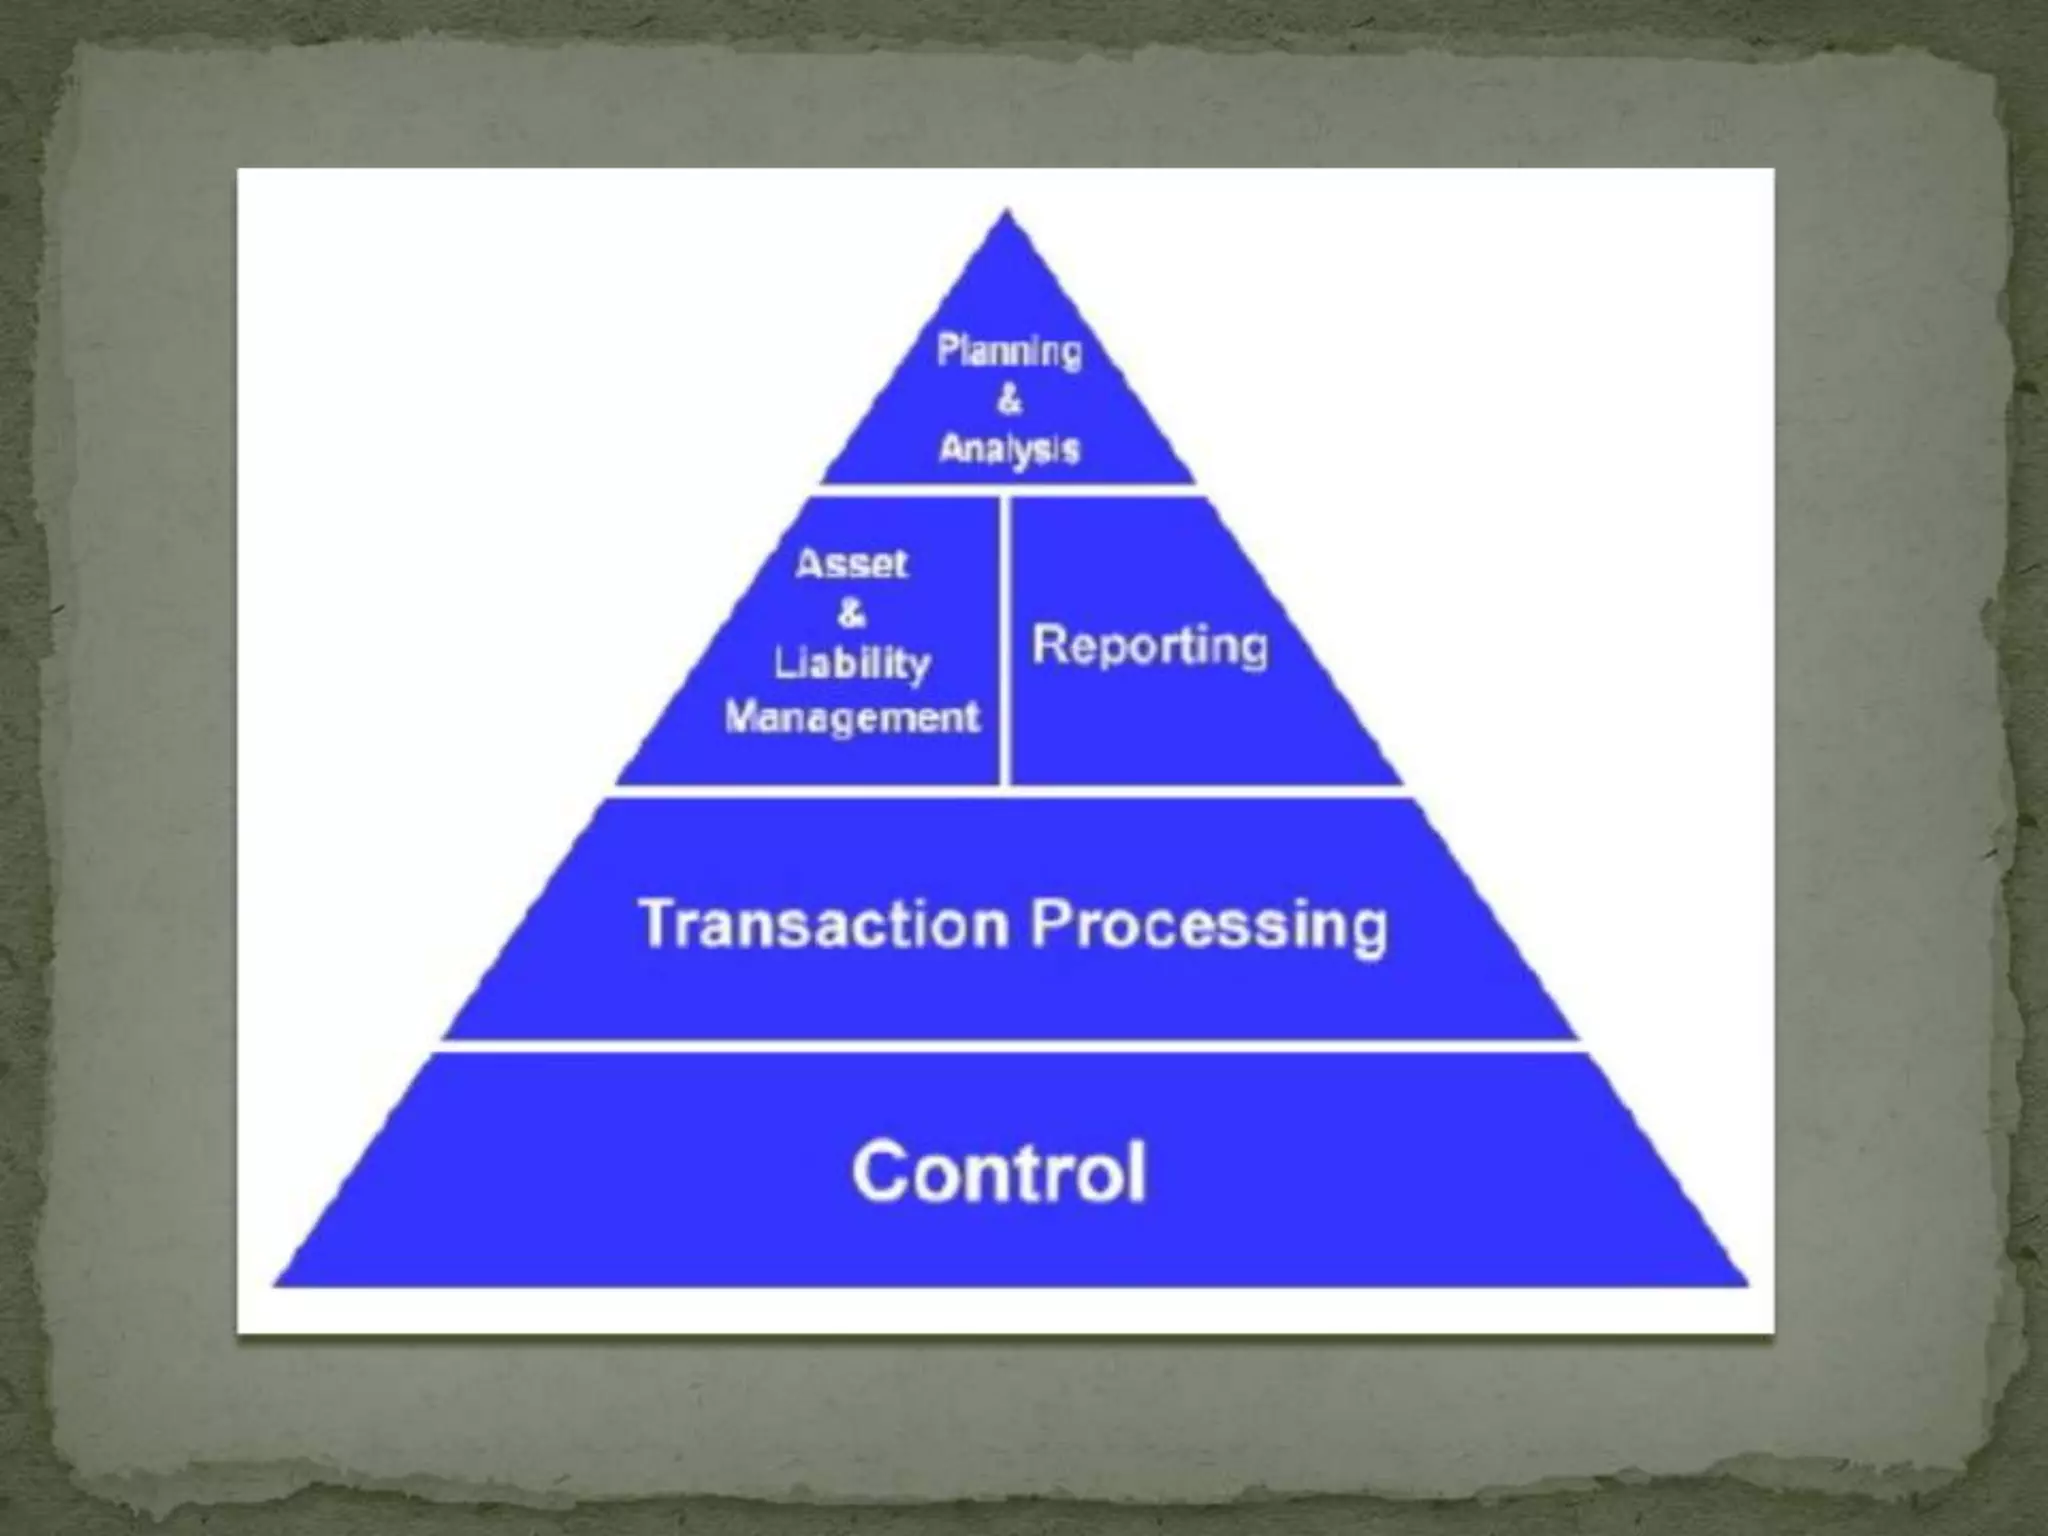 Planning
&
Analysis
Asset
&
Liability
Management
Reporting
Transaction Processing
Control